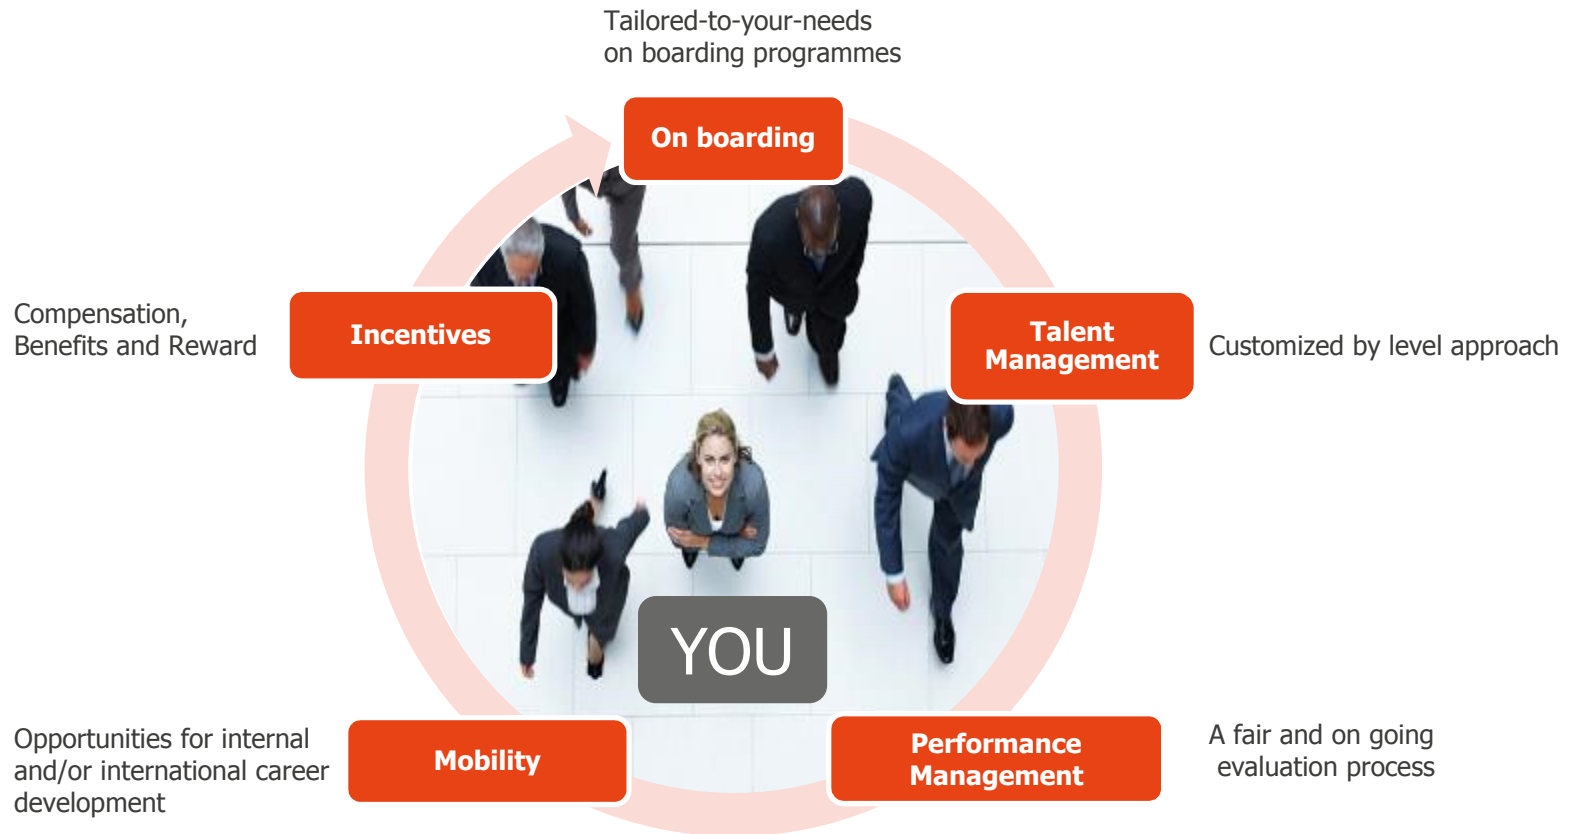 Tailored-to-your-needs
on boarding programmes
On boarding
Compensation,
Benefits and Reward
Incentives
Talent
Management
Customized by level approach
YOU
Opportunities for internal
and/or international career
development
Mobility
Performance
Management
A fair and on going
evaluation process